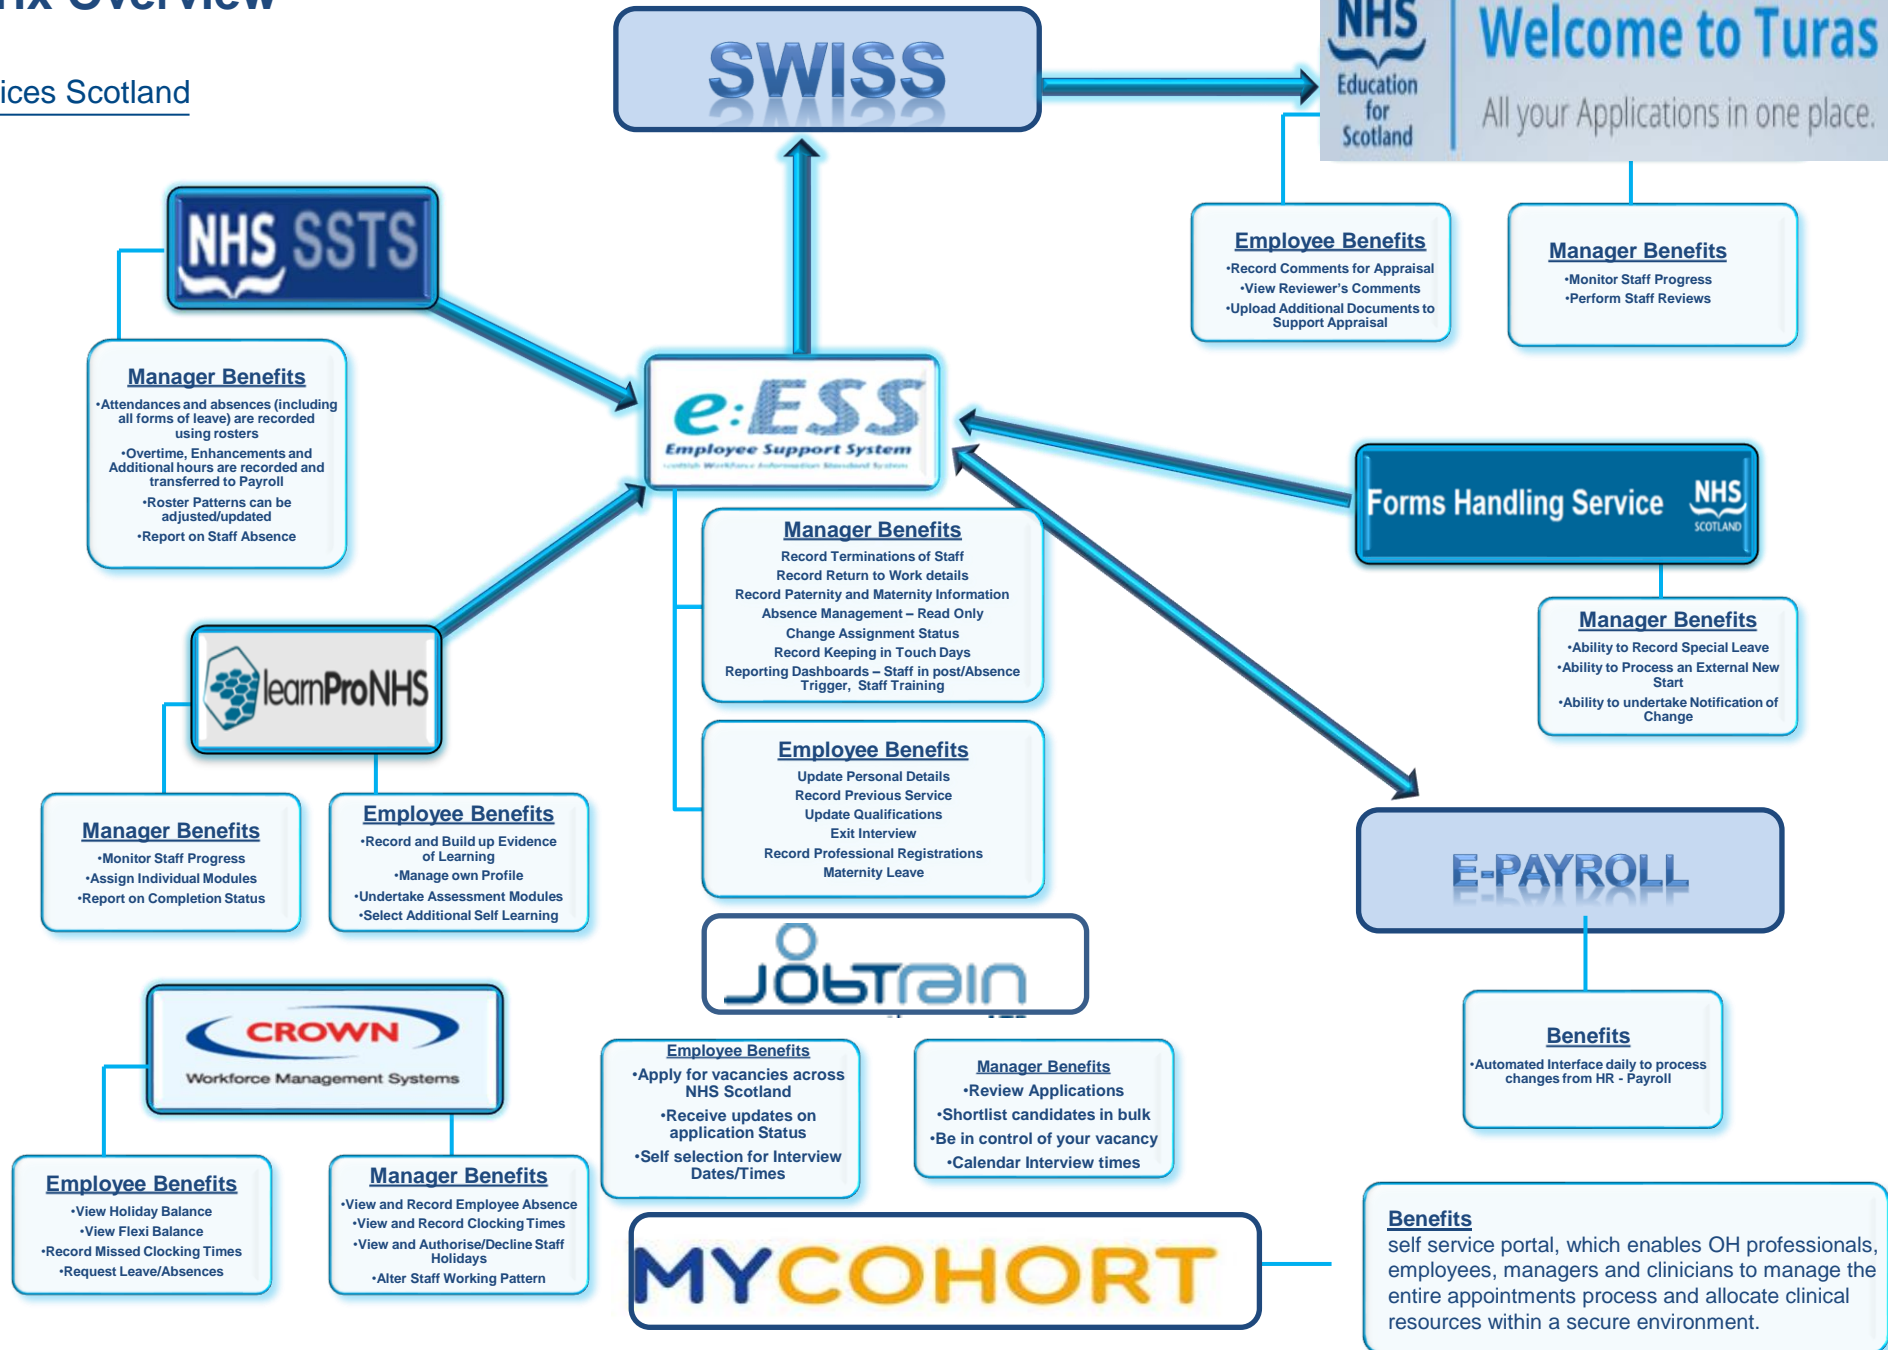 rix Overview
ices Scotland
SWISS
NHS
Education
for
Scotland
Welcome to Turas
All your Applications in one place.
Employee Benefits
•Record Comments for Appraisal
•View Reviewer's Comments
•Upload Additional Documents to
Support Appraisal
Manager Benefits
•Monitor Staff Progress
•Perform Staff Reviews
NHS SSTS
Manager Benefits
•Attendances and absences (including
all forms of leave) are recorded
using rosters
•Overtime, Enhancements and
Additional hours are recorded and
transferred to Payroll
•Roster Patterns can be
adjusted/updated
•Report on Staff Absence
e:ESS
Employee Support System
Scottish Workforce Information Standard System
Manager Benefits
Record Terminations of Staff
Record Return to Work details
Record Paternity and Maternity Information
Absence Management – Read Only
Change Assignment Status
Record Keeping in Touch Days
Reporting Dashboards – Staff in post/Absence
Trigger, Staff Training
Employee Benefits
Update Personal Details
Record Previous Service
Update Qualifications
Exit Interview
Record Professional Registrations
Maternity Leave
Forms Handling Service
NHS
SCOTLAND
Manager Benefits
•Ability to Record Special Leave
•Ability to Process an External New
Start
•Ability to undertake Notification of
Change
learnProNHS
Manager Benefits
•Monitor Staff Progress
•Assign Individual Modules
•Report on Completion Status
Employee Benefits
•Record and Build up Evidence
of Learning
•Manage own Profile
•Undertake Assessment Modules
•Select Additional Self Learning
E-PAYROLL
Benefits
•Automated Interface daily to process
changes from HR - Payroll
JobTrain
Employee Benefits
•Apply for vacancies across
NHS Scotland
•Receive updates on
application Status
•Self selection for Interview
Dates/Times
Manager Benefits
•Review Applications
•Shortlist candidates in bulk
•Be in control of your vacancy
•Calendar Interview times
CROWN
Workforce Management Systems
Employee Benefits
•View Holiday Balance
•View Flexi Balance
•Record Missed Clocking Times
•Request Leave/Absences
Manager Benefits
•View and Record Employee Absence
•View and Record Clocking Times
•View and Authorise/Decline Staff
Holidays
•Alter Staff Working Pattern
MYCOHORT
Benefits
self service portal, which enables OH professionals,
employees, managers and clinicians to manage the
entire appointments process and allocate clinical
resources within a secure environment.